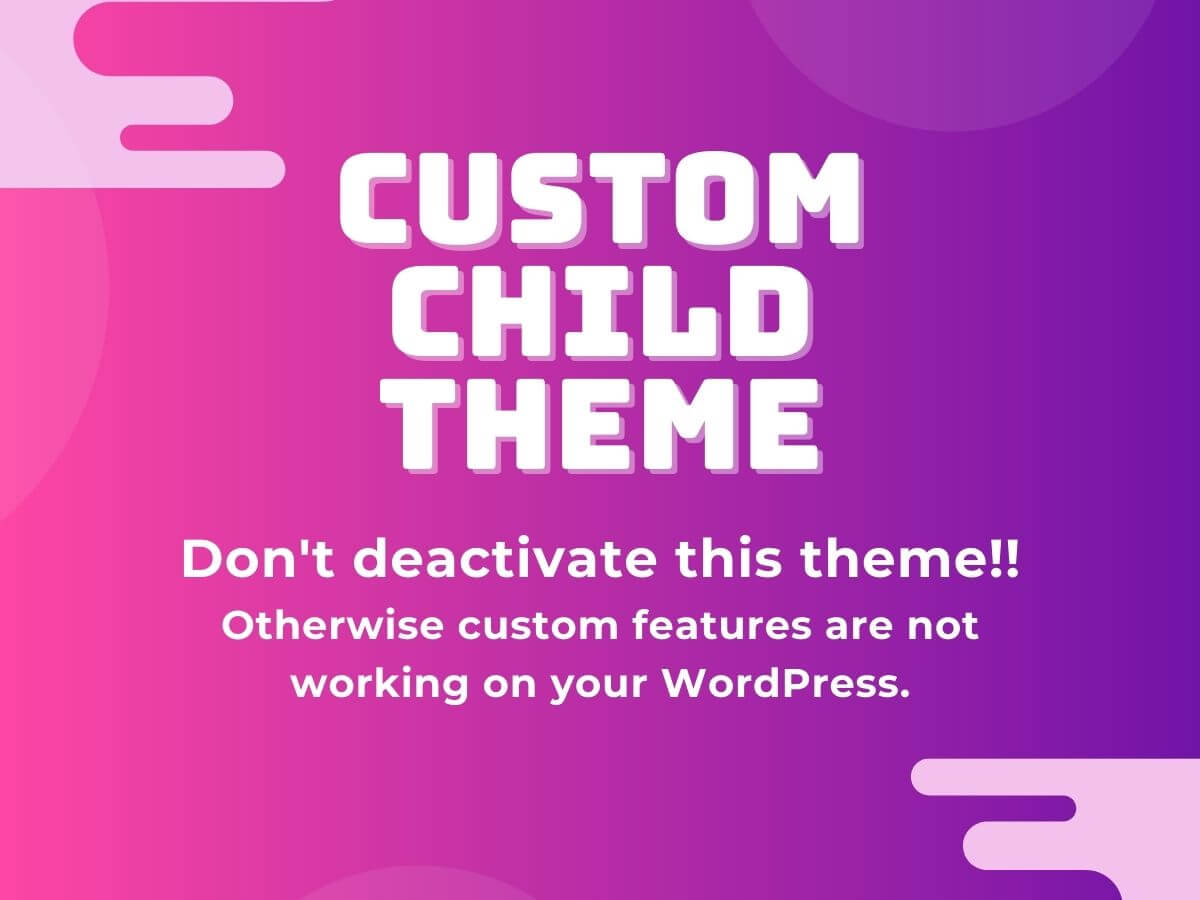 CUSTOM
CHILD
THEME
Don't deactivate this theme!!
Otherwise custom features are not
working on your WordPress.